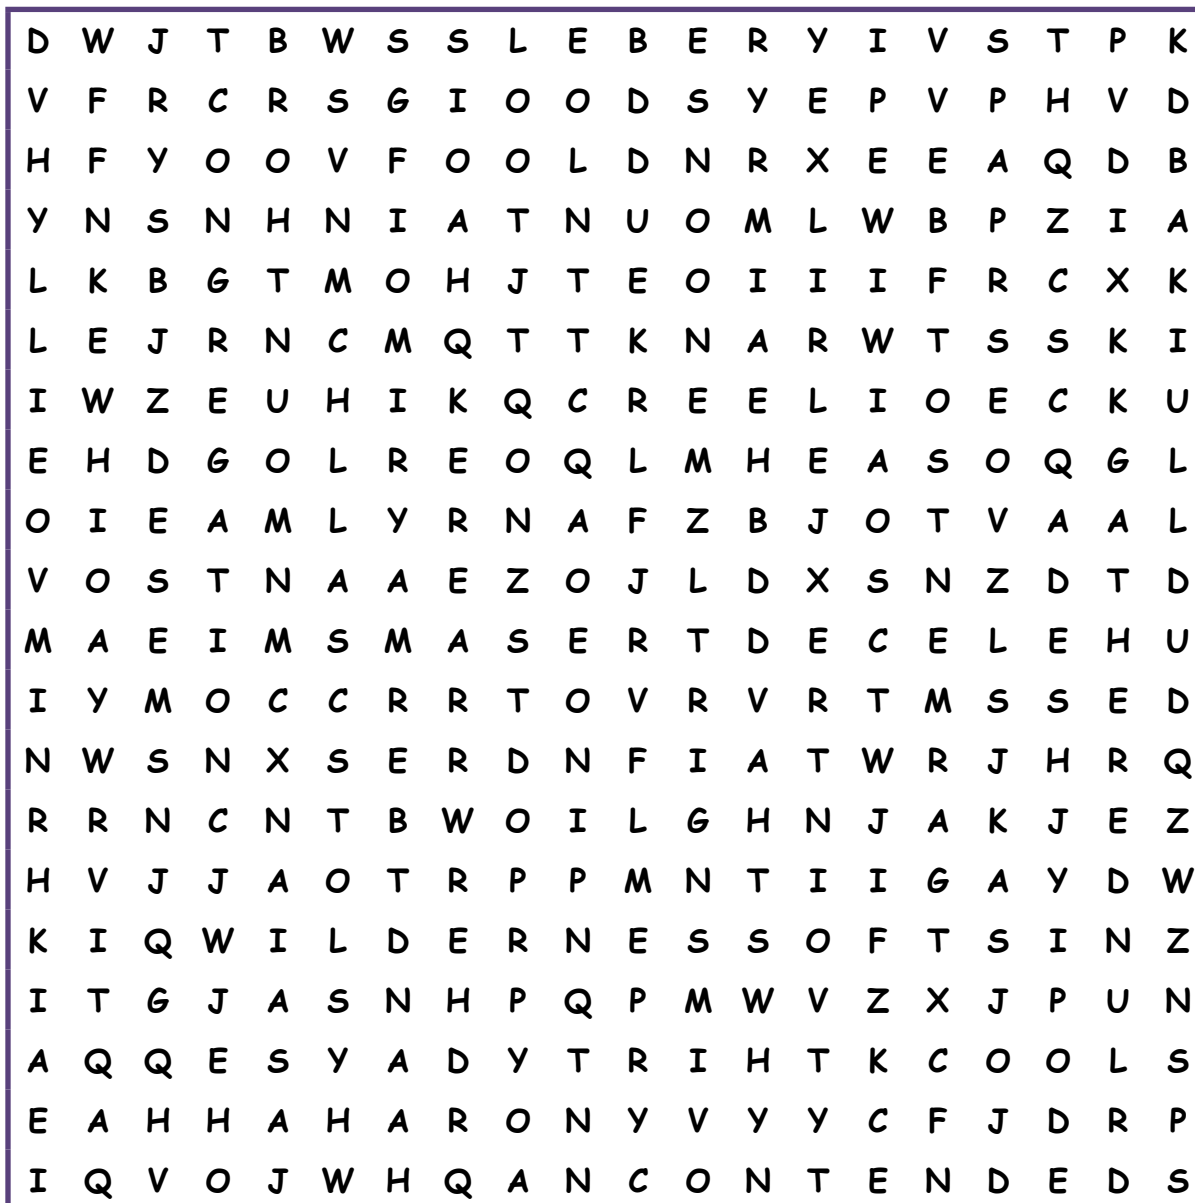 D W J T B W S S L E B E R Y I V S T P K
V F R C R S G I O O D S Y E P V P H V D
H F Y O O V F O O L D N R X E E A Q D B
Y N S N H N I A T N U O M L W B P Z I A
L K B G T M O H J T E O I I I F R C X K
L E J R N C M Q T T K N A R W T S S K I
I W Z E U H I K Q C R E E L I O E C K U
E H D G O L R E O Q L M H E A S O Q G L
O I E A M L Y R N A F Z B J O T V A A L
V O S T N A A E Z O J L D X S N Z D T D
M A E I M S M A S E R T D E C E L E H U
I Y M O C C R R T O V R V R T M S S E D
N W S N X S E R D N F I A T W R J H R Q
R R N C N T B W O I L G H N J A K J E Z
H V J J A O T R P P M N T I I G A Y D W
K I Q W I L D E R N E S S O F T S I N Z
I T G J A S N H P Q P M W V Z X J P U N
A Q Q E S Y A D Y T R I H T K C O O L S
E A H H A H A R O N Y V Y Y C F J D R P
I Q V O J W H Q A N C O N T E N D E D S